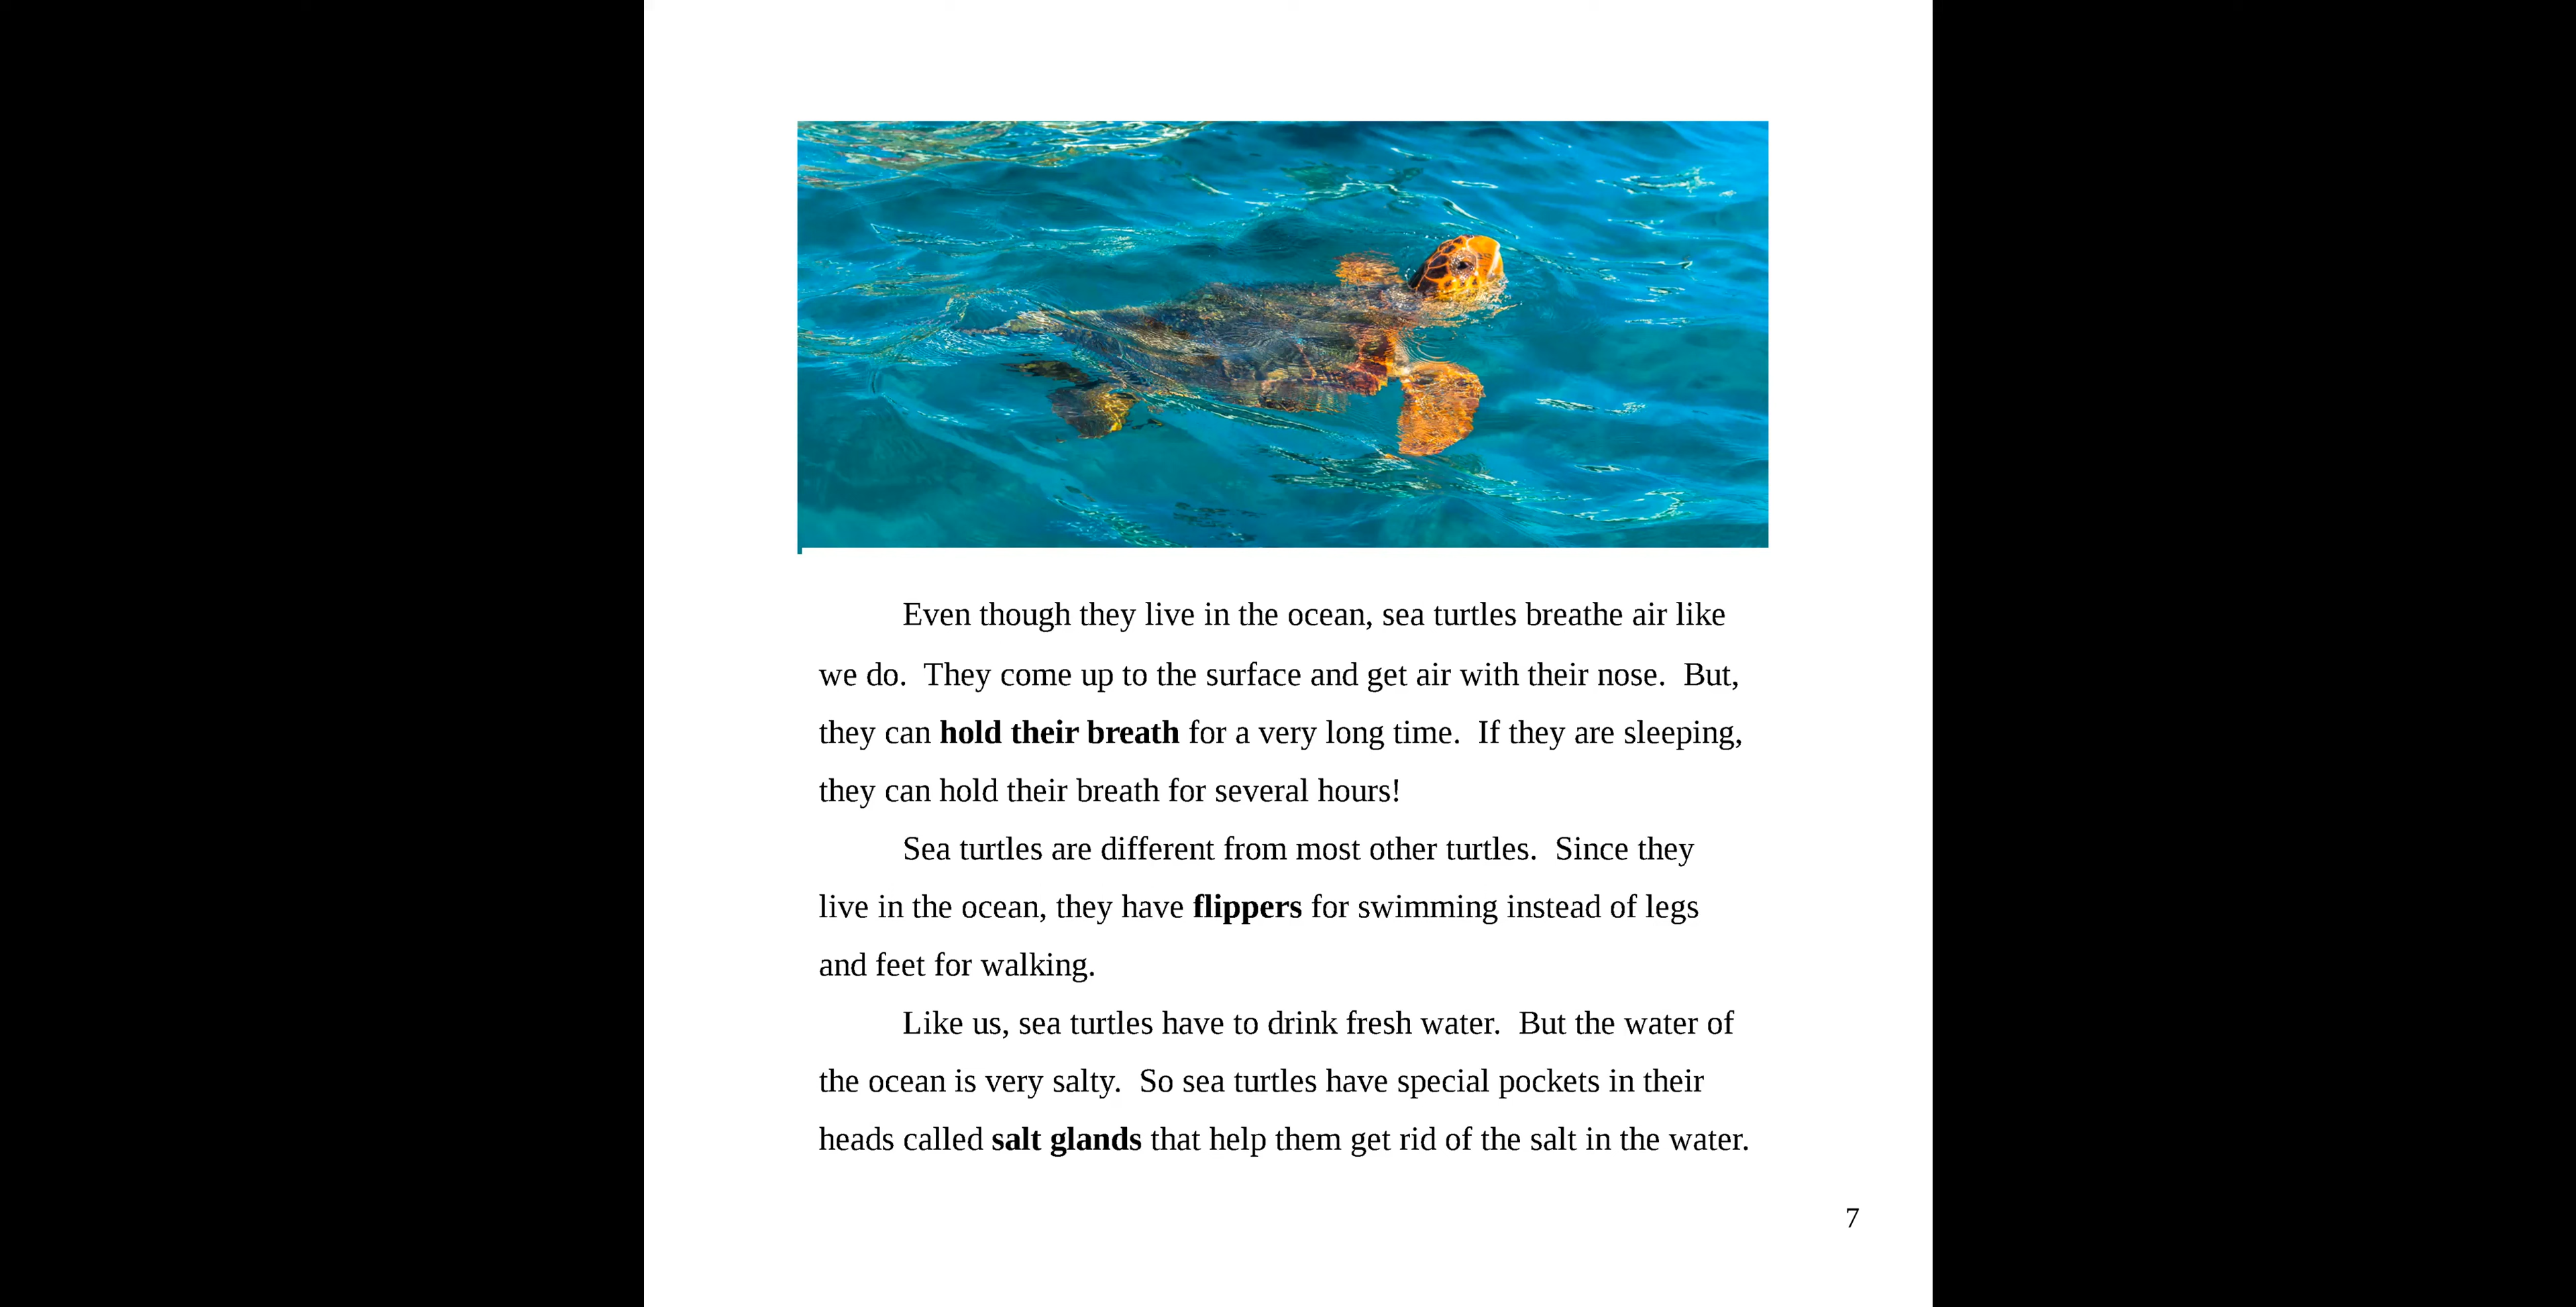 Even though they live in the ocean, sea turtles breathe air like
we do.  They come up to the surface and get air with their nose.  But,
they can hold their breath for a very long time.  If they are sleeping,
they can hold their breath for several hours!
Sea turtles are different from most other turtles.  Since they
live in the ocean, they have flippers for swimming instead of legs
and feet for walking.
Like us, sea turtles have to drink fresh water.  But the water of
the ocean is very salty.  So sea turtles have special pockets in their
heads called salt glands that help them get rid of the salt in the water.
7